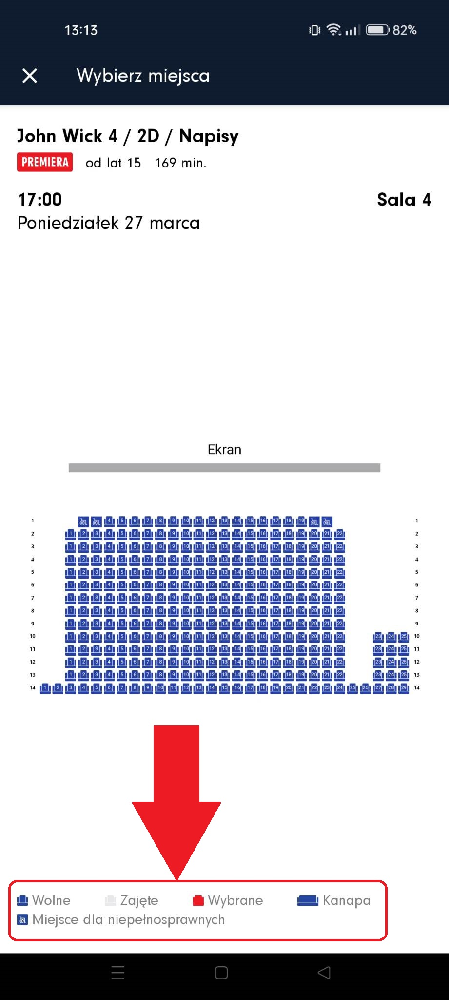 13:13 82%
Wybierz miejsca
John Wick 4 / 2D / Napisy
PREMIERA od lat 15 169 min.
17:00 Sala 4
Poniedziałek 27 marca
Ekran
1 4 5 6 7 8 9 10 11 12 13 14 15 16 17 18 19 1
2 1 2 3 4 5 6 7 8 9 10 11 12 13 14 15 16 17 18 19 20 21 22 2
3 1 2 3 4 5 6 7 8 9 10 11 12 13 14 15 16 17 18 19 20 21 22 3
4 1 2 3 4 5 6 7 8 9 10 11 12 13 14 15 16 17 18 19 20 21 22 4
5 1 2 3 4 5 6 7 8 9 10 11 12 13 14 15 16 17 18 19 20 21 22 5
6 1 2 3 4 5 6 7 8 9 10 11 12 13 14 15 16 17 18 19 20 21 22 6
7 1 2 3 4 5 6 7 8 9 10 11 12 13 14 15 16 17 18 19 20 21 22 7
8 1 2 3 4 5 6 7 8 9 10 11 12 13 14 15 16 17 18 19 20 21 22 8
9 1 2 3 4 5 6 7 8 9 10 11 12 13 14 15 16 17 18 19 20 21 22 9
10 1 2 3 4 5 6 7 8 9 10 11 12 13 14 15 16 17 18 19 20 21 22 23 24 25 10
11 1 2 3 4 5 6 7 8 9 10 11 12 13 14 15 16 17 18 19 20 21 22 23 24 25 11
12 1 2 3 4 5 6 7 8 9 10 11 12 13 14 15 16 17 18 19 20 21 22 23 24 25 12
13 1 2 3 4 5 6 7 8 9 10 11 12 13 14 15 16 17 18 19 20 21 22 23 24 25 13
14 1 2 3 4 5 6 7 8 9 10 11 12 13 14 15 16 17 18 19 20 21 22 23 24 25 26 27 28 29 14
Wolne Zajęte Wybrane Kanapa
Miejsce dla niepełnosprawnych